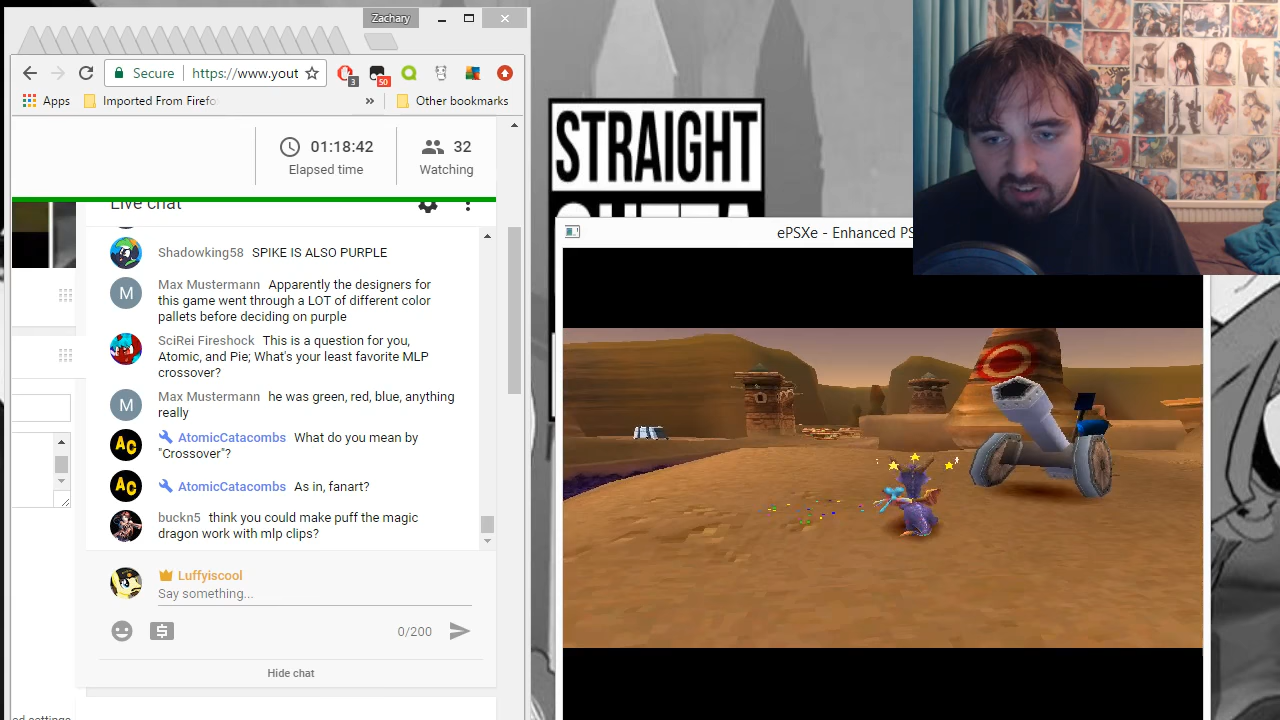 Zachary
Secure
https://www.yout
3
50
Apps
Imported From Firefo
»
Other bookmarks
01:18:42
Elapsed time
32
Watching
Live chat
Shadowking58 SPIKE IS ALSO PURPLE
Max Mustermann Apparently the designers for
this game went through a LOT of different color
pallets before deciding on purple
SciRei Fireshock This is a question for you,
Atomic, and Pie; What's your least favorite MLP
crossover?
Max Mustermann he was green, red, blue, anything
really
AtomicCatacombs What do you mean by
"Crossover"?
AtomicCatacombs As in, fanart?
buckn5 think you could make puff the magic
dragon work with mlp clips?
Luffyiscool
Say something...
0/200
Hide chat
M
M
AC
AC
STRAIGHT
ePSXe - Enhanced PS